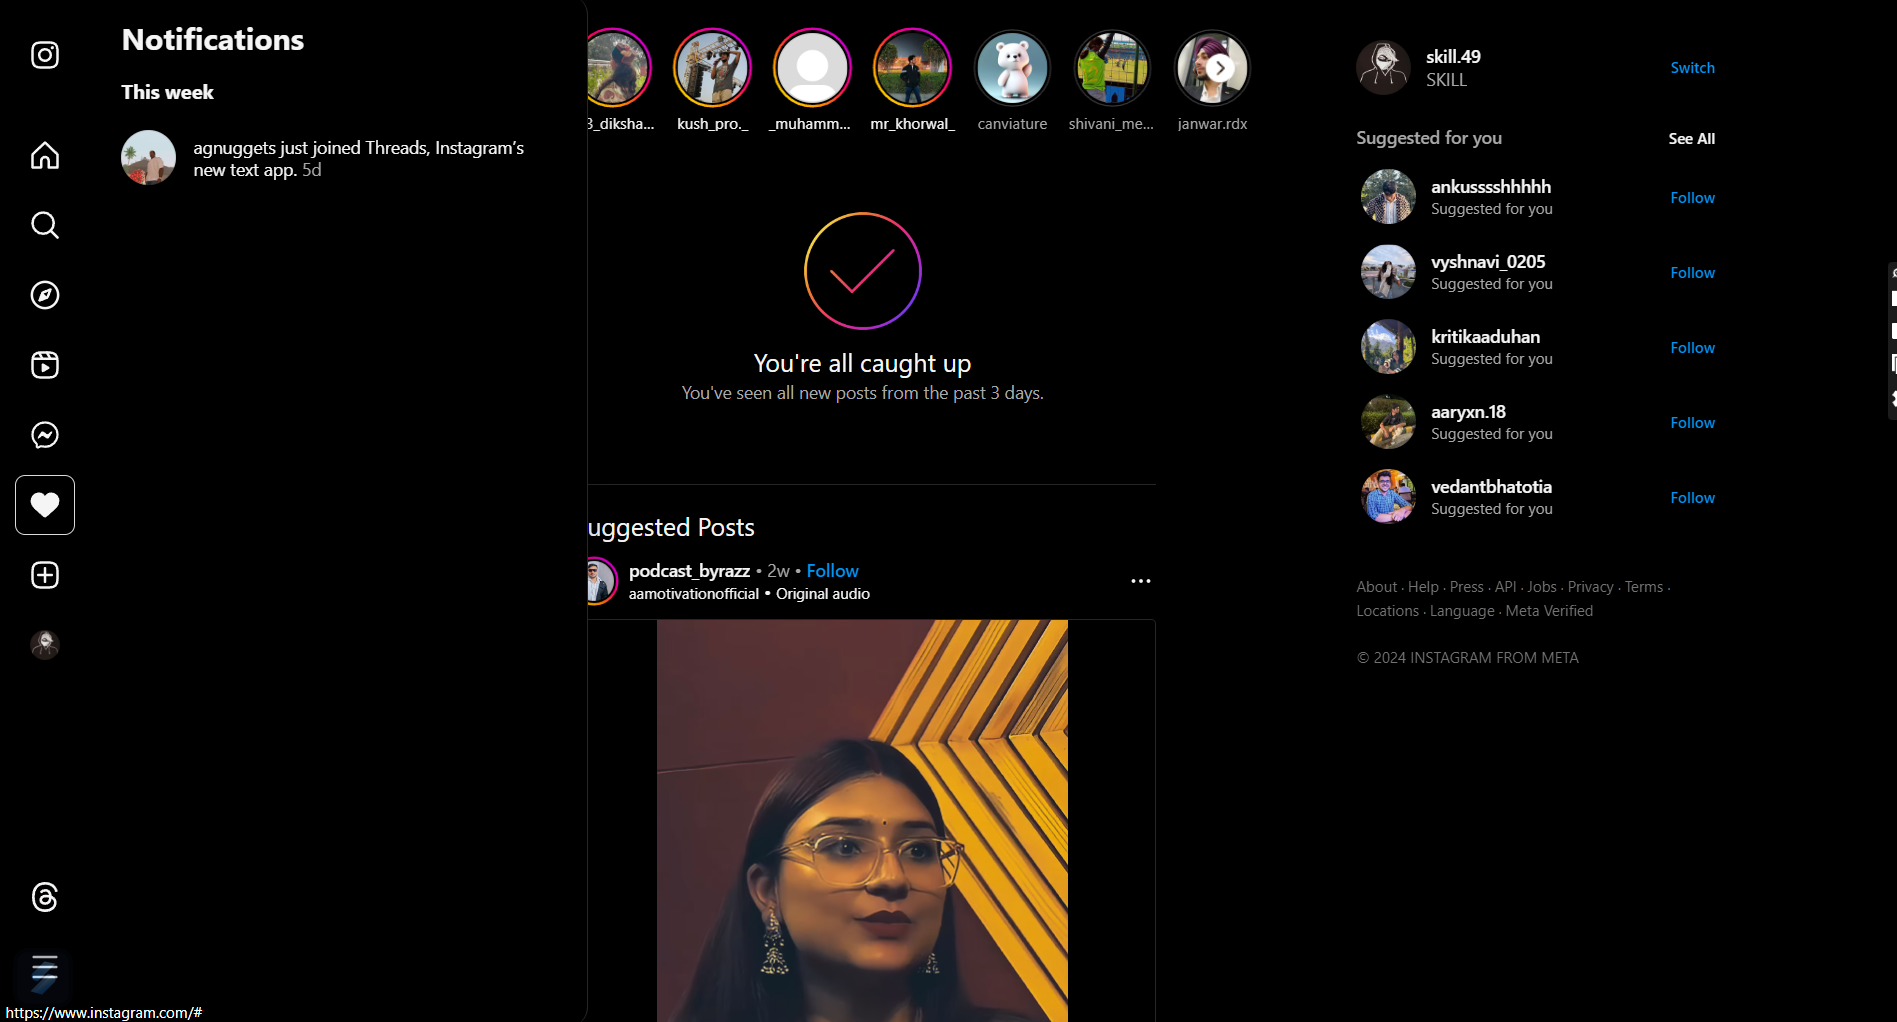 Notifications
This week
agnuggets just joined Threads, Instagram’s
new text app. 5d
3_diksha...
kush_pro._
_muhamm...
mr_khorwal_
canviature
shivani_me...
janwar.rdx
You're all caught up
You've seen all new posts from the past 3 days.
uggested Posts
podcast_byrazz • 2w • Follow
aamotivationofficial • Original audio
skill.49
SKILL
Switch
Suggested for you
See All
ankusssshhhhh
Suggested for you
Follow
vyshnavi_0205
Suggested for you
Follow
kritikaaduhan
Suggested for you
Follow
aaryxn.18
Suggested for you
Follow
vedantbhatotia
Suggested for you
Follow
About · Help · Press · API · Jobs · Privacy · Terms ·
Locations · Language · Meta Verified
© 2024 INSTAGRAM FROM META
https://www.instagram.com/#